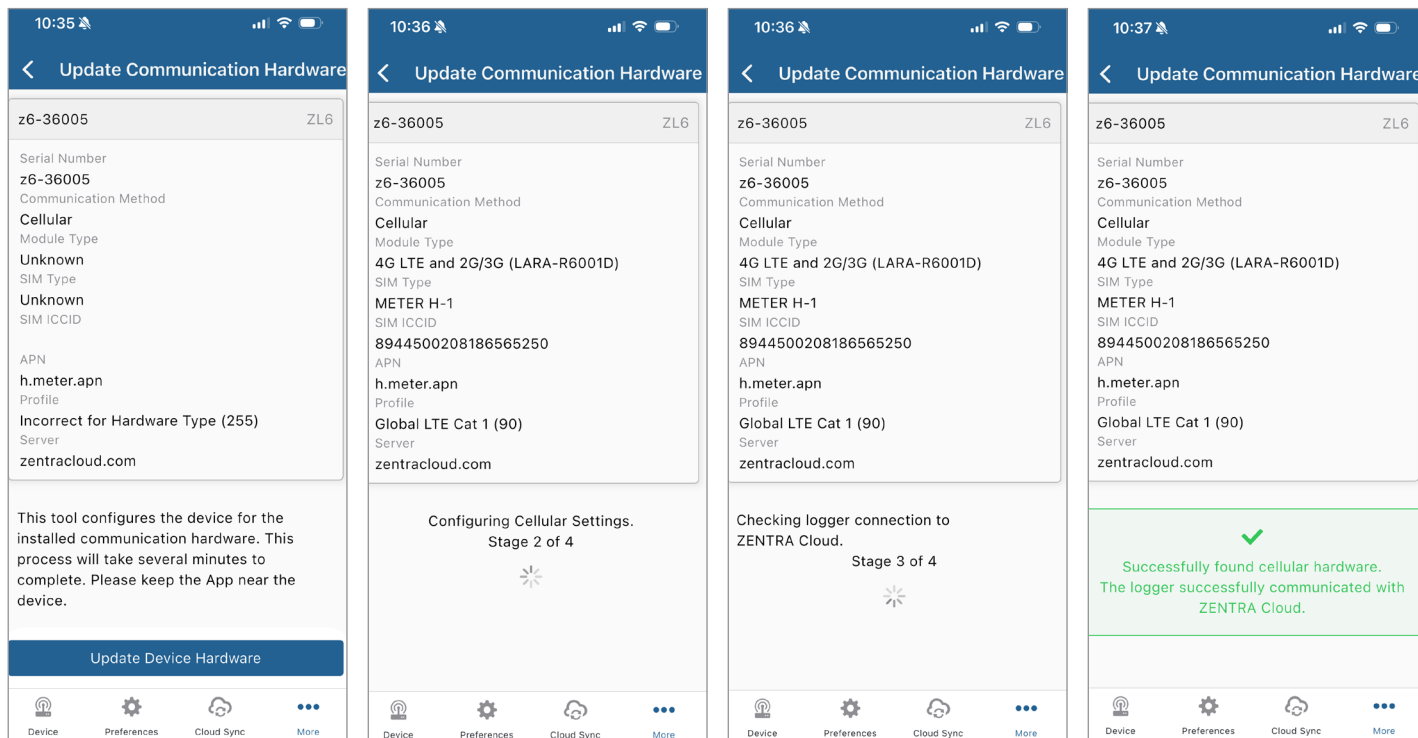 10:35
Update Communication Hardware
z6-36005 ZL6
Serial Number
z6-36005
Communication Method
Cellular
Module Type
Unknown
SIM Type
Unknown
SIM ICCID
APN
h.meter.apn
Profile
Incorrect for Hardware Type (255)
Server
zentracloud.com
This tool configures the device for the
installed communication hardware. This
process will take several minutes to
complete. Please keep the App near the
device.
Update Device Hardware
Device Preferences Cloud Sync More
10:36
Update Communication Hardware
z6-36005 ZL6
Serial Number
z6-36005
Communication Method
Cellular
Module Type
4G LTE and 2G/3G (LARA-R6001D)
SIM Type
METER H-1
SIM ICCID
8944500208186565250
APN
h.meter.apn
Profile
Global LTE Cat 1 (90)
Server
zentracloud.com
Configuring Cellular Settings.
Stage 2 of 4
Device Preferences Cloud Sync More
10:36
Update Communication Hardware
z6-36005 ZL6
Serial Number
z6-36005
Communication Method
Cellular
Module Type
4G LTE and 2G/3G (LARA-R6001D)
SIM Type
METER H-1
SIM ICCID
8944500208186565250
APN
h.meter.apn
Profile
Global LTE Cat 1 (90)
Server
zentracloud.com
Checking logger connection to
ZENTRA Cloud.
Stage 3 of 4
Device Preferences Cloud Sync More
10:37
Update Communication Hardware
z6-36005 ZL6
Serial Number
z6-36005
Communication Method
Cellular
Module Type
4G LTE and 2G/3G (LARA-R6001D)
SIM Type
METER H-1
SIM ICCID
8944500208186565250
APN
h.meter.apn
Profile
Global LTE Cat 1 (90)
Server
zentracloud.com
Successfully found cellular hardware.
The logger successfully communicated with
ZENTRA Cloud.
Device Preferences Cloud Sync More